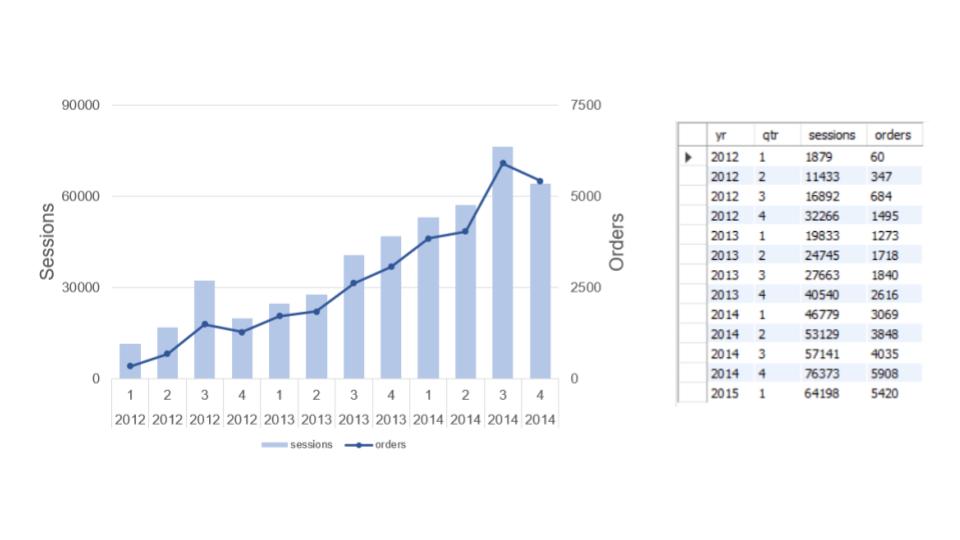 90000
7500
60000
5000
30000
2500
0
0
Sessions
Orders
1 2 3 4 1 2 3 4 1 2 3 4
2012 2012 2012 2012 2013 2013 2013 2013 2014 2014 2014 2014
sessions orders
yr qtr sessions orders
2012 1 1879 60
2012 2 11433 347
2012 3 16892 684
2012 4 32266 1495
2013 1 19833 1273
2013 2 24745 1718
2013 3 27663 1840
2013 4 40540 2616
2014 1 46779 3069
2014 2 53129 3848
2014 3 57141 4035
2014 4 76373 5908
2015 1 64198 5420